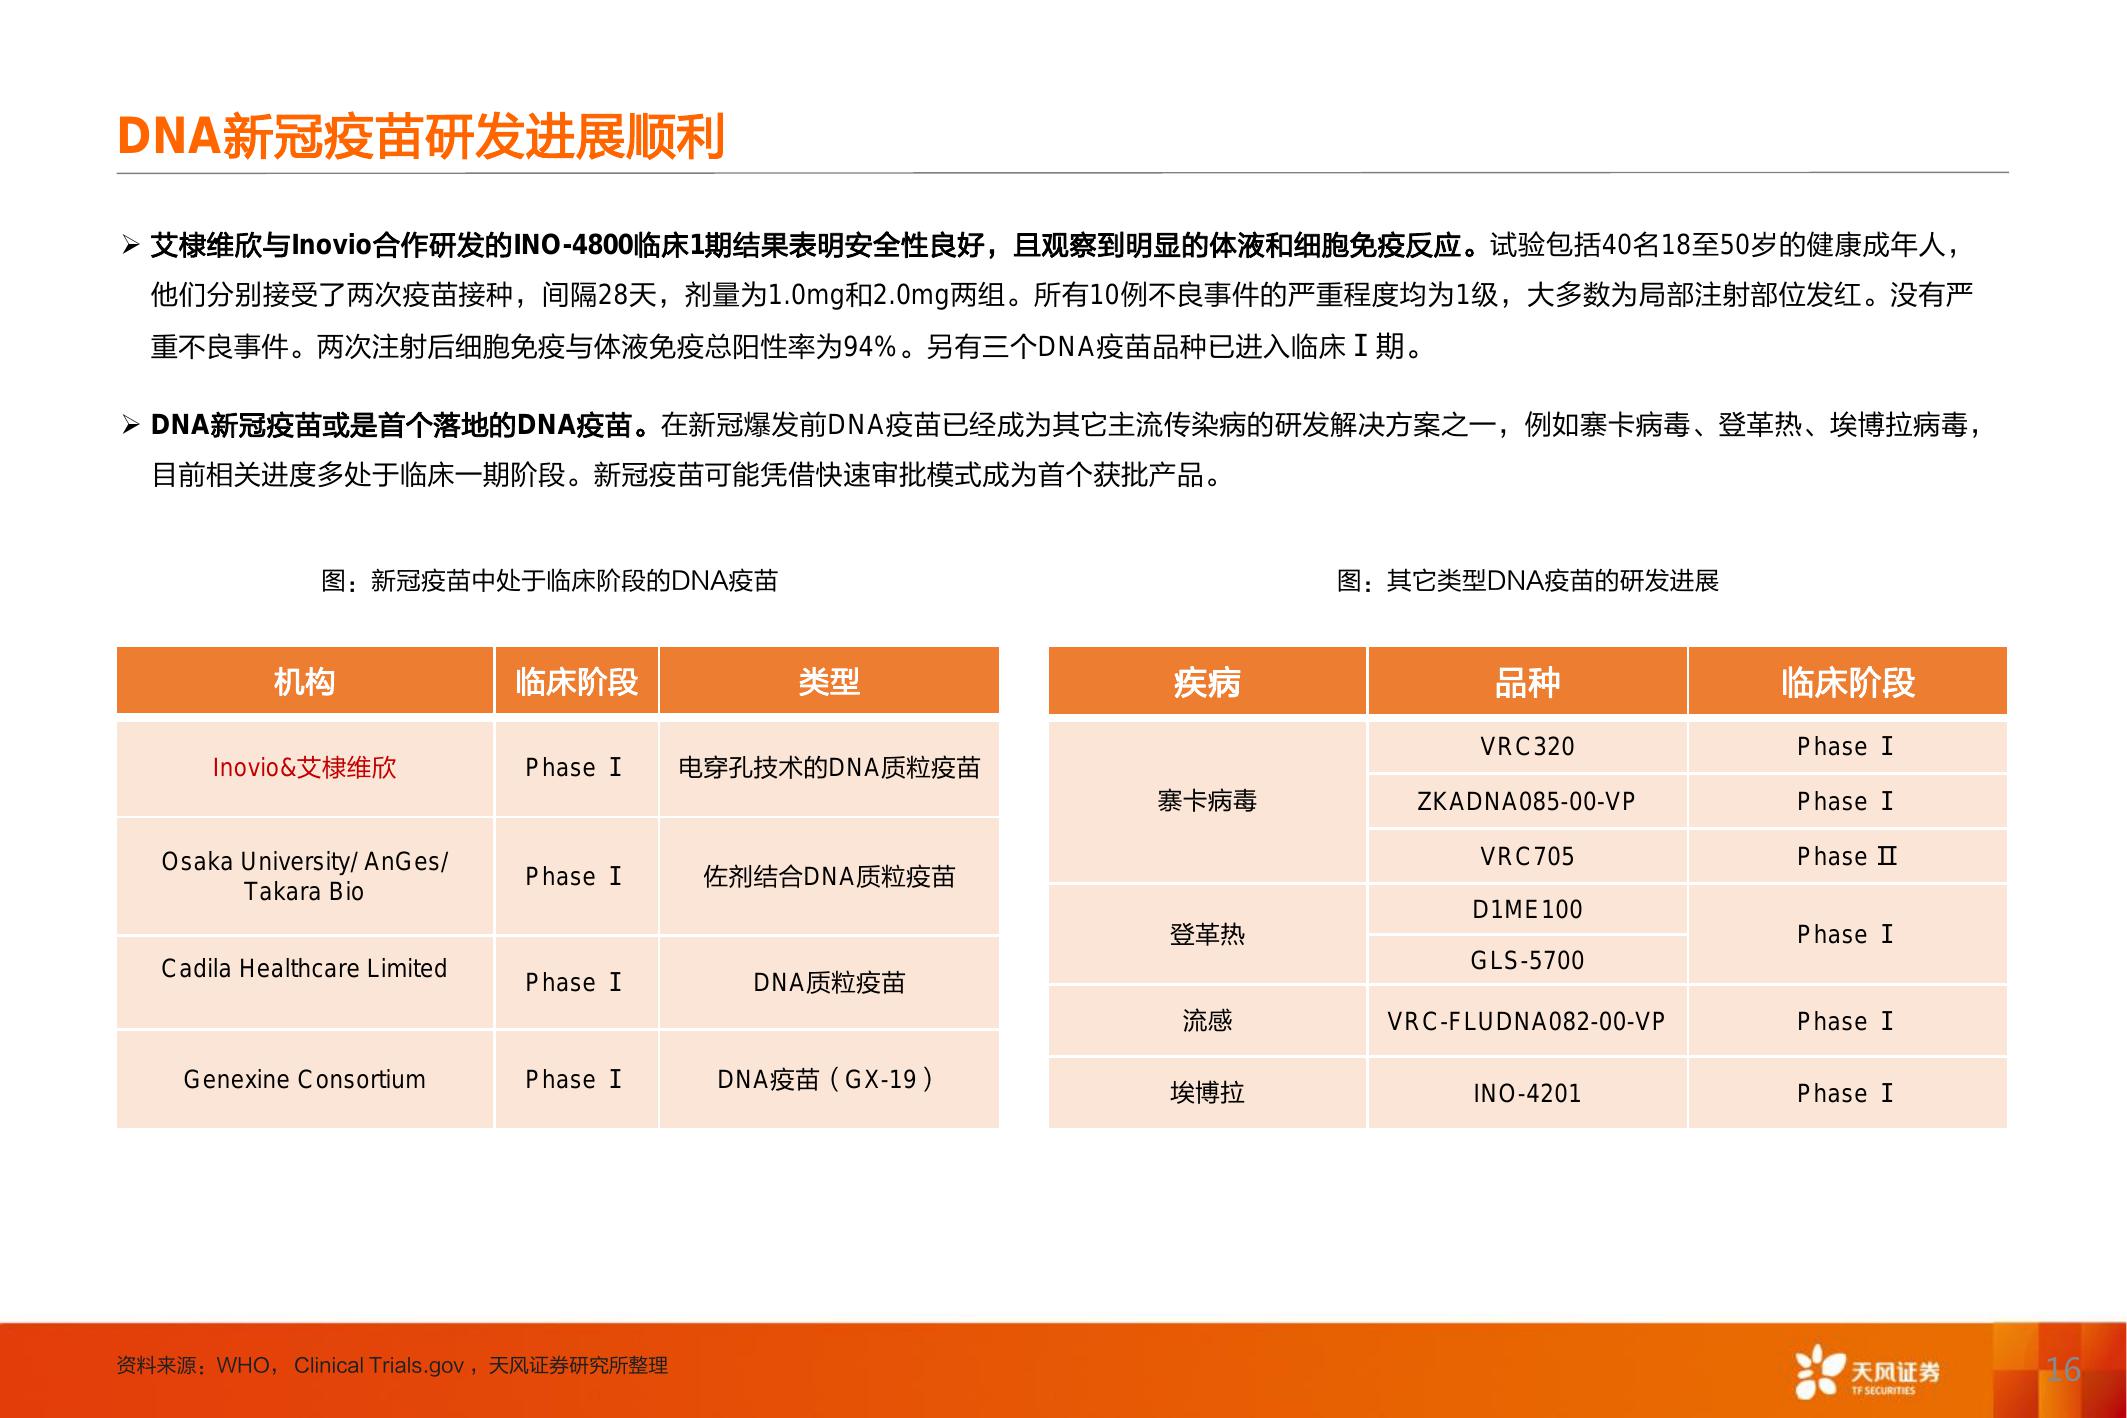 DNA新冠疫苗研发进展顺利
➢ 艾棣维欣与Inovio合作研发的INO-4800临床1期结果表明安全性良好，且观察到明显的体液和细胞免疫反应。试验包括40名18至50岁的健康成年人，
他们分别接受了两次疫苗接种，间隔28天，剂量为1.0mg和2.0mg两组。所有10例不良事件的严重程度均为1级，大多数为局部注射部位发红。没有严
重不良事件。两次注射后细胞免疫与体液免疫总阳性率为94%。另有三个DNA疫苗品种已进入临床Ⅰ期。
➢ DNA新冠疫苗或是首个落地的DNA疫苗。在新冠爆发前DNA疫苗已经成为其它主流传染病的研发解决方案之一，例如寨卡病毒、登革热、埃博拉病毒，
目前相关进度多处于临床一期阶段。新冠疫苗可能凭借快速审批模式成为首个获批产品。
图：新冠疫苗中处于临床阶段的DNA疫苗
机构 临床阶段 类型
Inovio&艾棣维欣 Phase Ⅰ 电穿孔技术的DNA质粒疫苗
Osaka University/ AnGes/
Takara Bio Phase Ⅰ 佐剂结合DNA质粒疫苗
Cadila Healthcare Limited Phase Ⅰ DNA质粒疫苗
Genexine Consortium Phase Ⅰ DNA疫苗（GX-19）
图：其它类型DNA疫苗的研发进展
疾病 品种 临床阶段
寨卡病毒 VRC320 Phase Ⅰ
ZKADNA085-00-VP Phase Ⅰ
VRC705 Phase Ⅱ
登革热 D1ME100 Phase Ⅰ
GLS-5700
流感 VRC-FLUDNA082-00-VP Phase Ⅰ
埃博拉 INO-4201 Phase Ⅰ
资料来源：WHO，Clinical Trials.gov，天风证券研究所整理
天风证券
TF SECURITIES
16